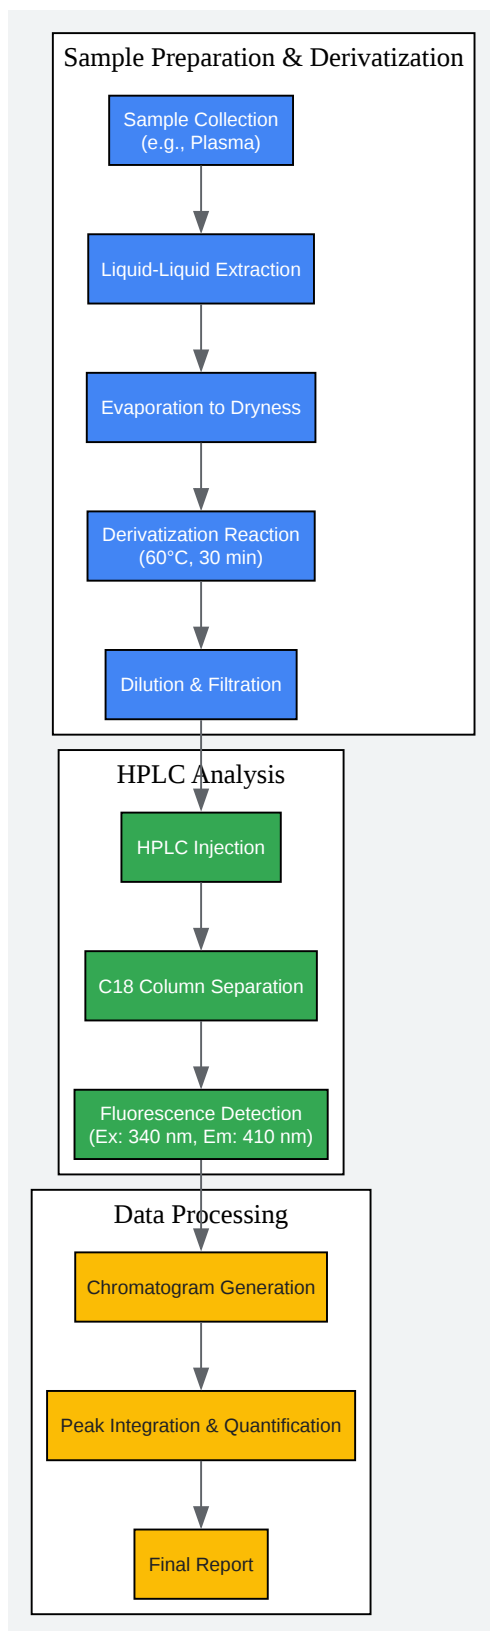 Sample Preparation & Derivatization
Sample Collection
(e.g., Plasma)
Liquid-Liquid Extraction
Evaporation to Dryness
Derivatization Reaction
(60°C, 30 min)
Dilution & Filtration
HPLC Analysis
HPLC Injection
C18 Column Separation
Fluorescence Detection
(Ex: 340 nm, Em: 410 nm)
Data Processing
Chromatogram Generation
Peak Integration & Quantification
Final Report